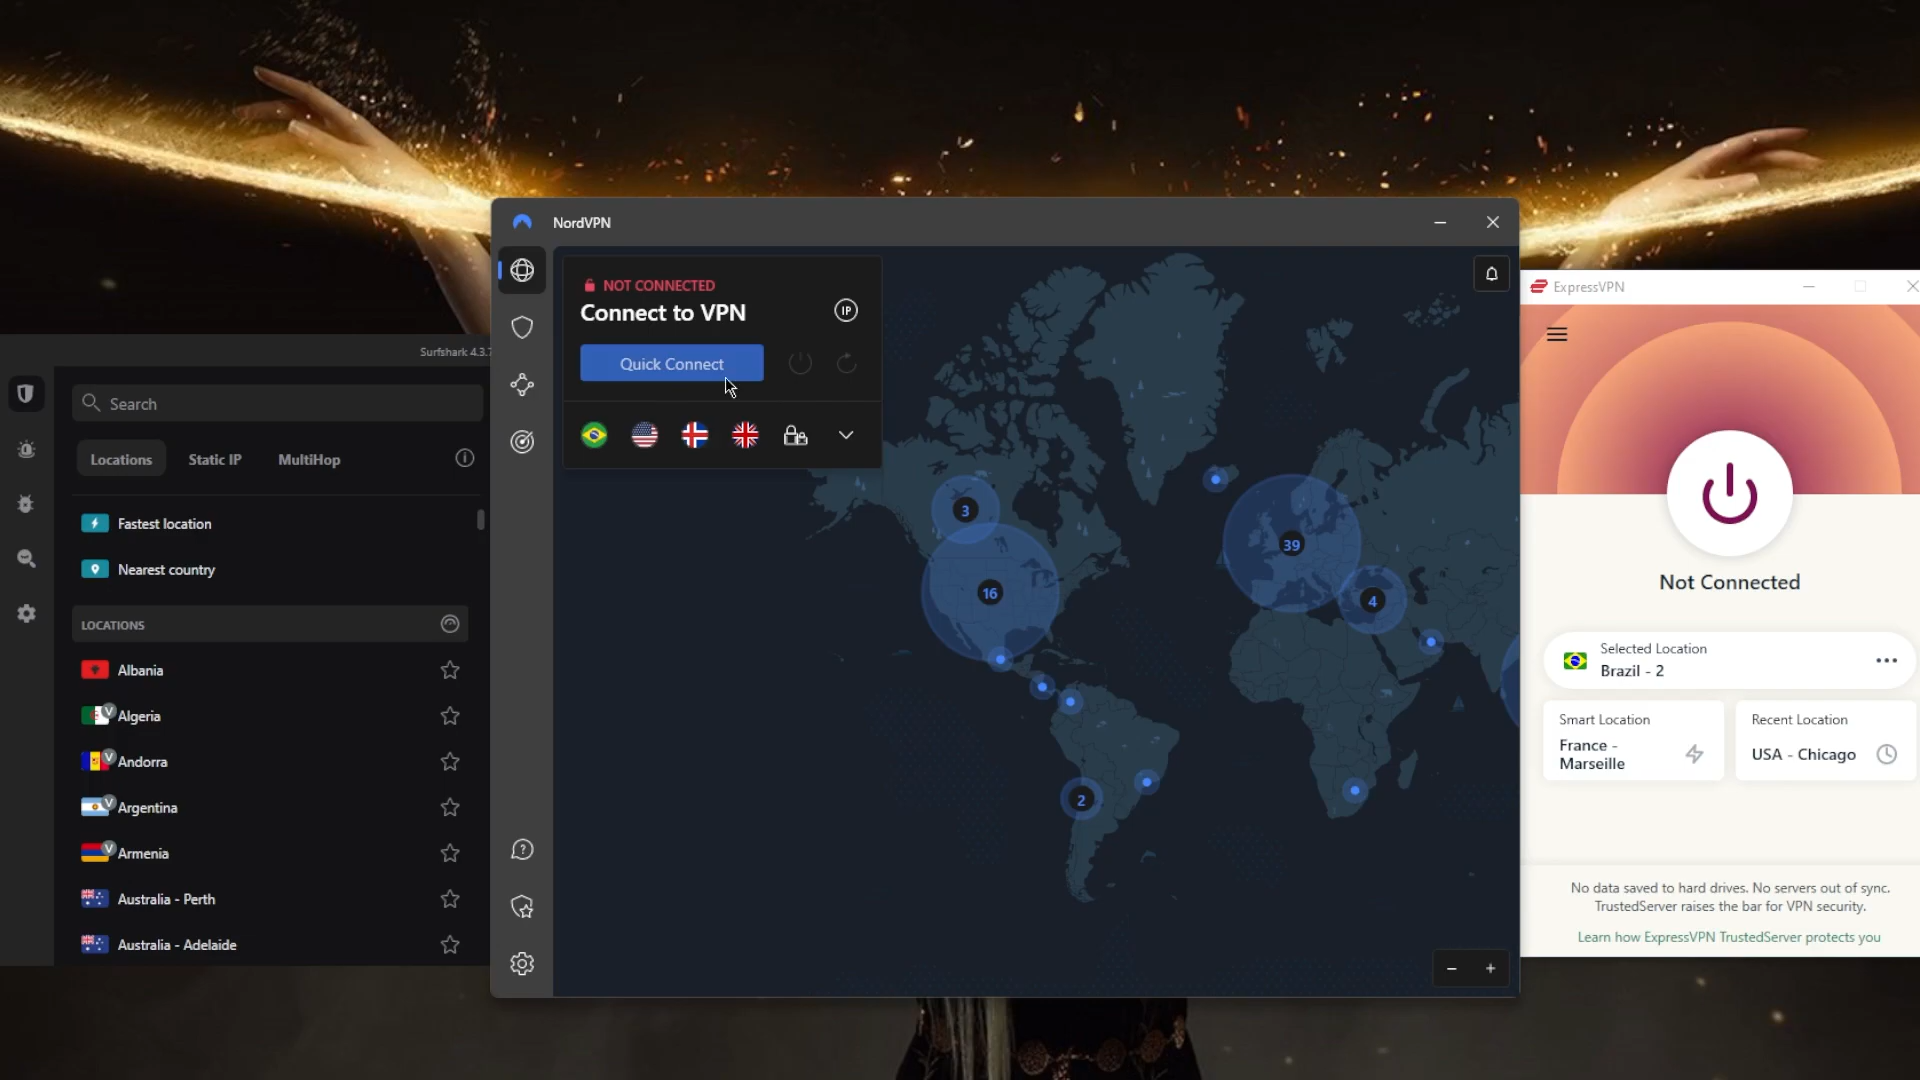 Surfshark 4.3.7
Search
Locations
Static IP
MultiHop
Fastest location
Nearest country
LOCATIONS
Albania
V Algeria
V Andorra
V Argentina
V Armenia
Australia - Perth
Australia - Adelaide
NordVPN
NOT CONNECTED
Connect to VPN
IP
Quick Connect
3
16
39
4
2
ExpressVPN
Not Connected
Selected Location
Brazil - 2
Smart Location
France -
Marseille
Recent Location
USA - Chicago
No data saved to hard drives. No servers out of sync.
TrustedServer raises the bar for VPN security.
Learn how ExpressVPN TrustedServer protects you